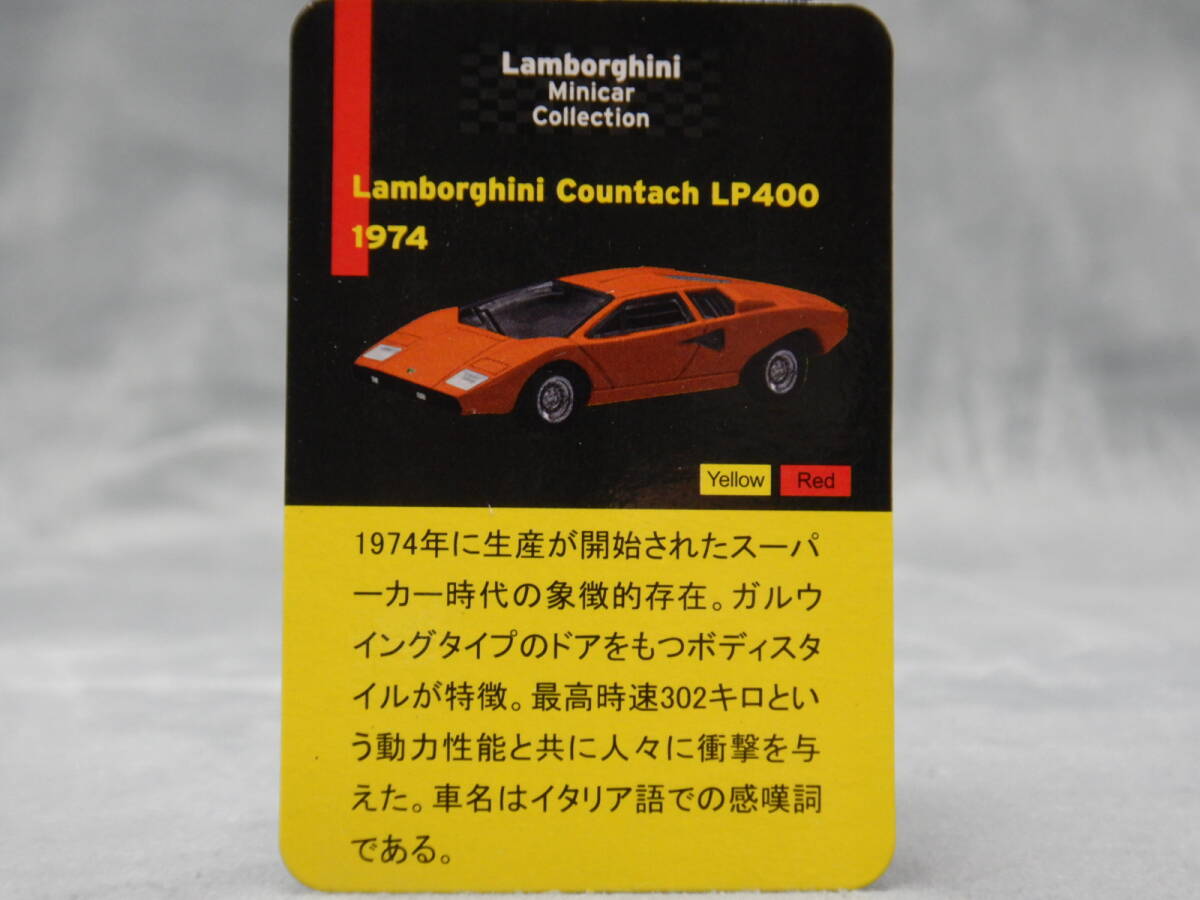 Lamborghini
Minicar
Collection
Lamborghini Countach LP400
1974
Yellow Red
1974年に生産が開始されたスーパ
ーカー時代の象徴的存在。ガルウ
イングタイプのドアをもつボディスタ
イルが特徴。最高時速302キロとい
う動力性能と共に人々に衝撃を与
えた。車名はイタリア語での感嘆詞
である。